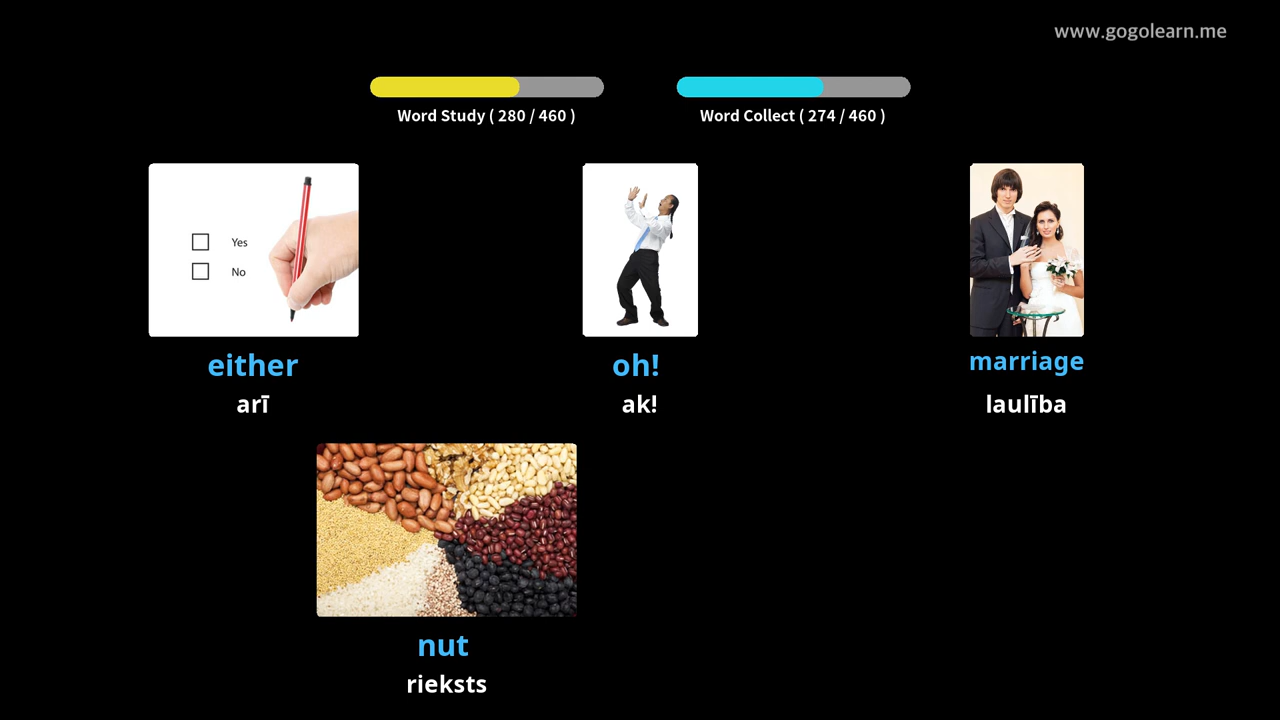 www.gogolearn.me
Word Study ( 280 / 460 )
Word Collect ( 274 / 460 )
Yes
No
either
arī
oh!
ak!
marriage
laulība
nut
rieksts